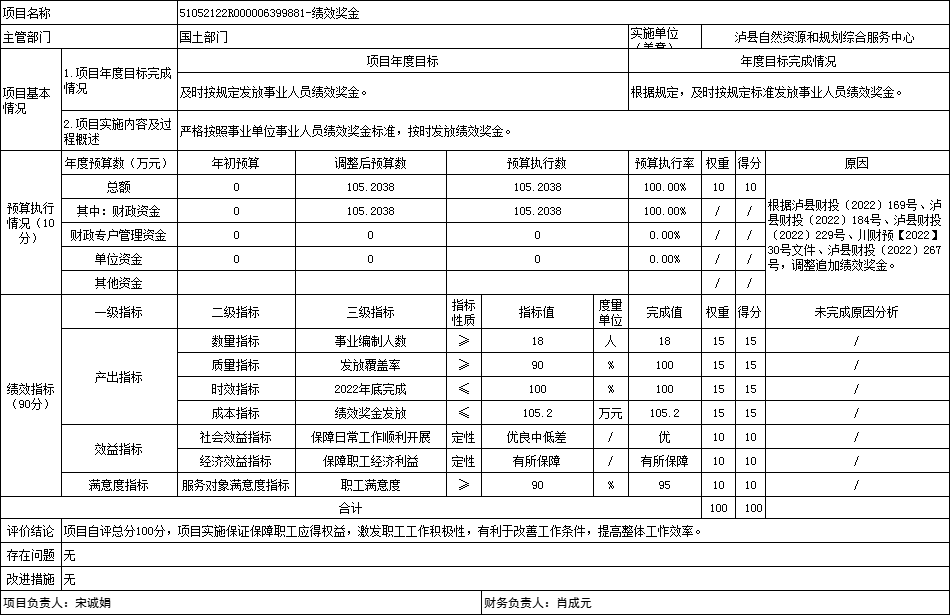 项目名称 51052122R000006399881-绩效奖金
主管部门 国土部门 实施单位（盖章） 泸县自然资源和规划综合服务中心
项目基本情况 1.项目年度目标完成情况 项目年度目标 年度目标完成情况
及时按规定发放事业人员绩效奖金。 根据规定，及时按规定标准发放事业人员绩效奖金。
2.项目实施内容及过程概述 严格按照事业单位事业人员绩效奖金标准，按时发放绩效奖金。
预算执行情况（10分） 年度预算数（万元） 年初预算 调整后预算数 预算执行数 预算执行率 权重 得分 原因
总额 0 105.2038 105.2038 100.00% 10 10 根据泸县财投（2022）169号、泸县财投（2022）184号、泸县财投（2022）229号、川财预【2022】30号文件、泸县财投（2022）267号，调整追加绩效奖金。
其中：财政资金 0 105.2038 105.2038 100.00% / /
财政专户管理资金 0 0 0 0.00% / /
单位资金 0 0 0 0.00% / /
其他资金 / /
绩效指标（90分） 一级指标 二级指标 三级指标 指标性质 指标值 度量单位 完成值 权重 得分 未完成原因分析
产出指标 数量指标 事业编制人数 ≥ 18 人 18 15 15 /
质量指标 发放覆盖率 ≥ 90 % 100 15 15 /
时效指标 2022年底完成 ≤ 100 % 100 15 15 /
成本指标 绩效奖金发放 ≤ 105.2 万元 105.2 15 15 /
效益指标 社会效益指标 保障日常工作顺利开展 定性 优良中低差 / 优 10 10 /
经济效益指标 保障职工经济利益 定性 有所保障 / 有所保障 10 10 /
满意度指标 服务对象满意度指标 职工满意度 ≥ 90 % 95 10 10 /
合计 100 100
评价结论 项目自评总分100分，项目实施保证保障职工应得权益，激发职工工作积极性，有利于改善工作条件，提高整体工作效率。
存在问题 无
改进措施 无
项目负责人：宋诚娟 财务负责人：肖成元